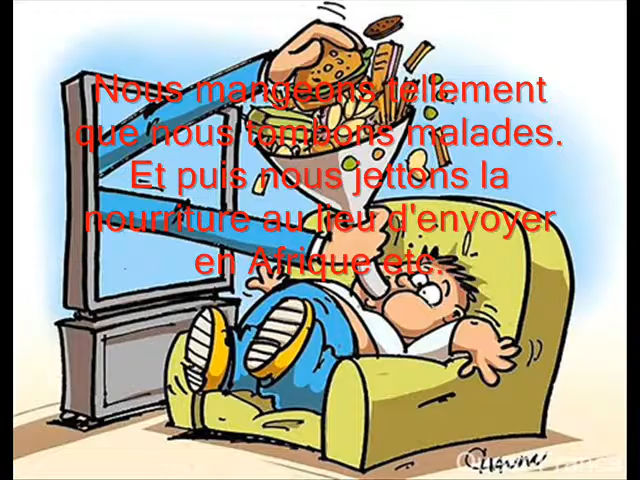 Nous mangeons tellement
que nous tombons malades.
Et puis nous jettons la
nourriture au lieu d'envoyer
en Afrique etc.